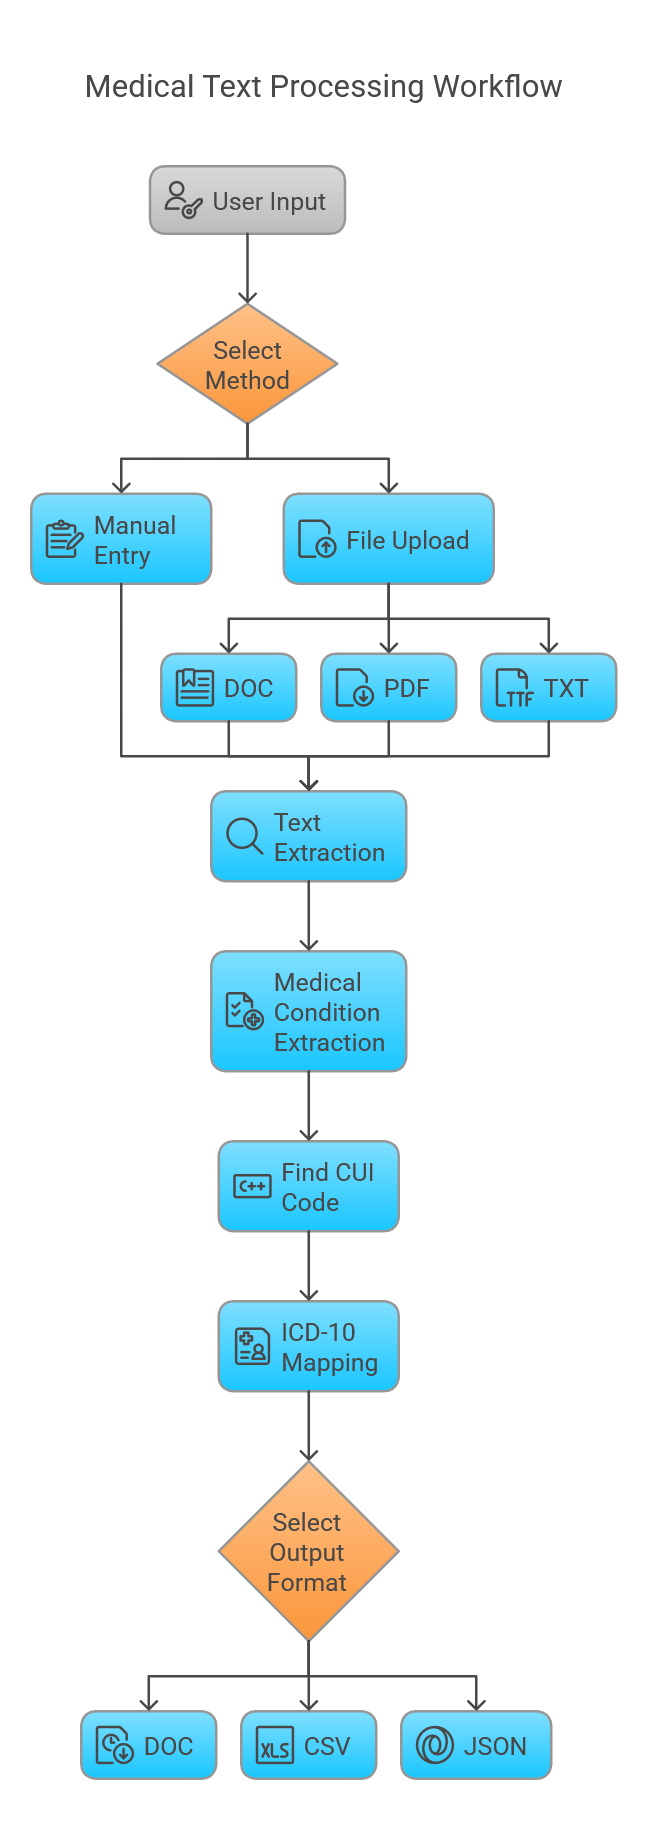 Medical Text Processing Workflow
User Input
Select
Method
Manual
Entry
File Upload
DOC
PDF
TTF
TXT
Text
Extraction
Medical
Condition
Extraction
C++
Find CUI
Code
ICD-10
Mapping
Select
Output
Format
DOC
XLS
CSV
JSON